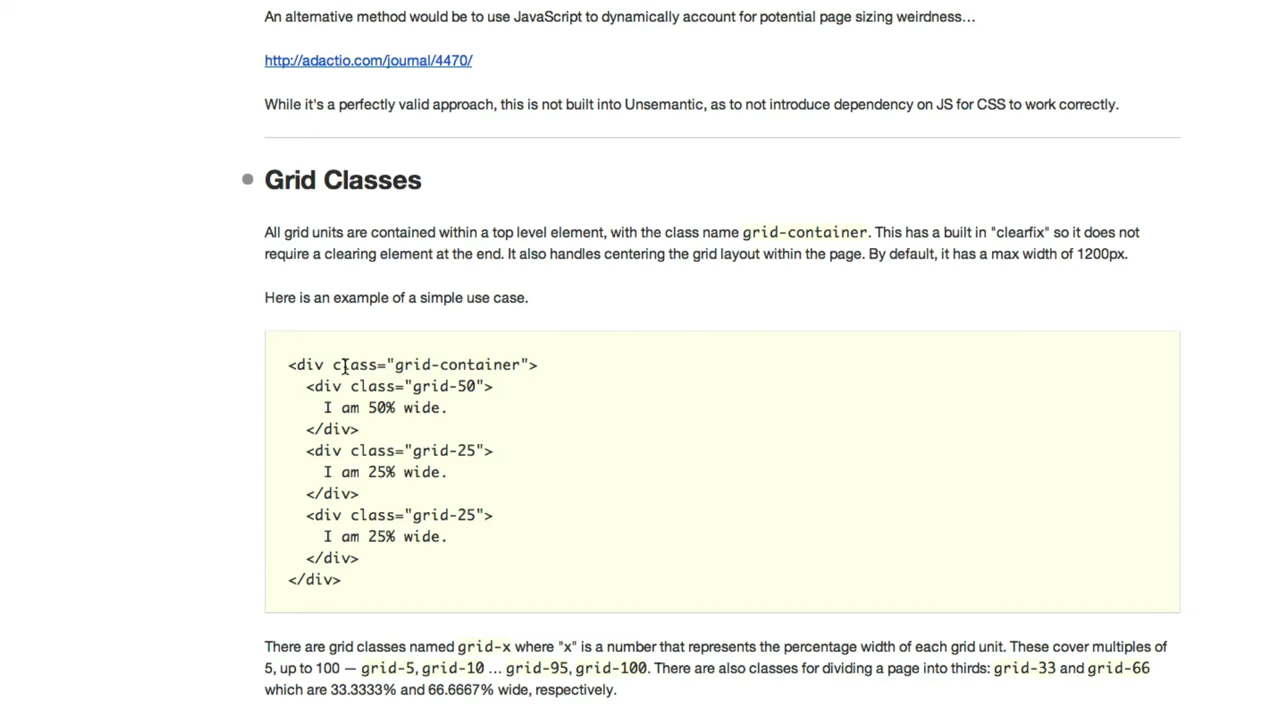 An alternative method would be to use JavaScript to dynamically account for potential page sizing weirdness…
http://adactio.com/journal/4470/
While it's a perfectly valid approach, this is not built into Unsemantic, as to not introduce dependency on JS for CSS to work correctly.
Grid Classes
All grid units are contained within a top level element, with the class name grid-container. This has a built in "clearfix" so it does not
require a clearing element at the end. It also handles centering the grid layout within the page. By default, it has a max width of 1200px.
Here is an example of a simple use case.
<div class="grid-container">
  <div class="grid-50">
    I am 50% wide.
  </div>
  <div class="grid-25">
    I am 25% wide.
  </div>
  <div class="grid-25">
    I am 25% wide.
  </div>
</div>
There are grid classes named grid-x where "x" is a number that represents the percentage width of each grid unit. These cover multiples of
5, up to 100 — grid-5, grid-10 … grid-95, grid-100. There are also classes for dividing a page into thirds: grid-33 and grid-66
which are 33.3333% and 66.6667% wide, respectively.